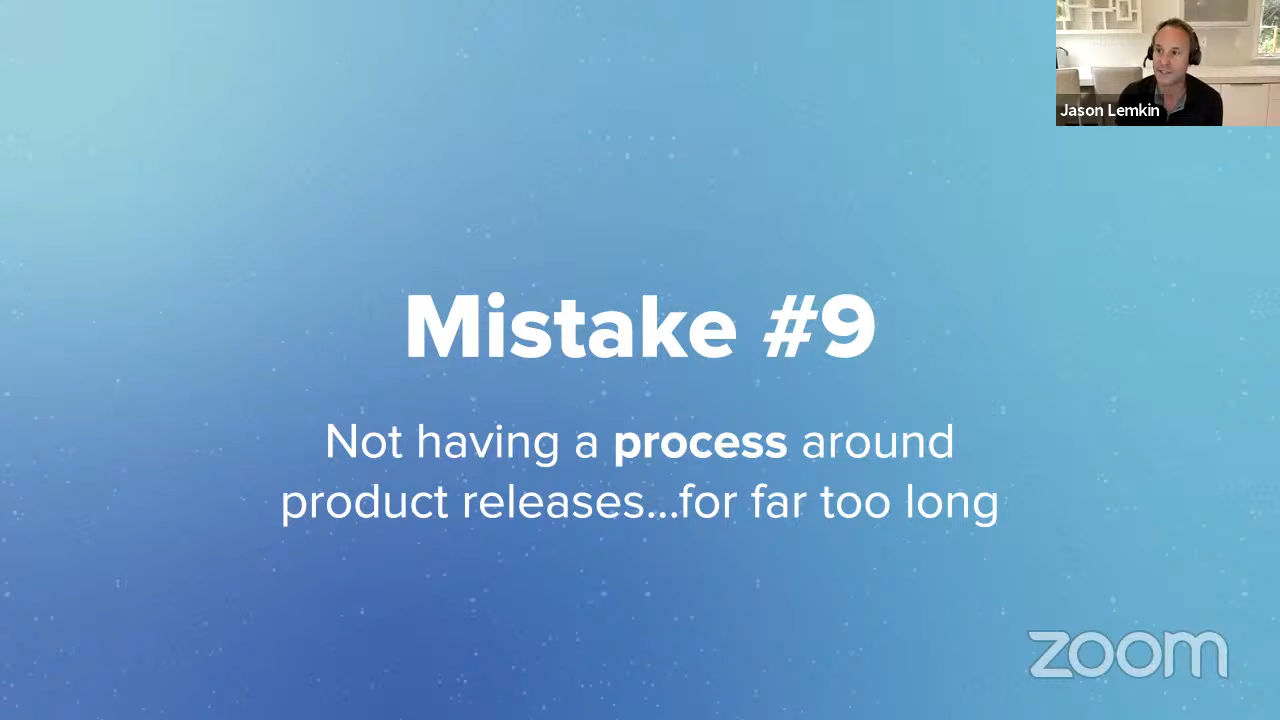 Jason Lemkin
Mistake #9
Not having a process around
product releases...for far too long
zoom